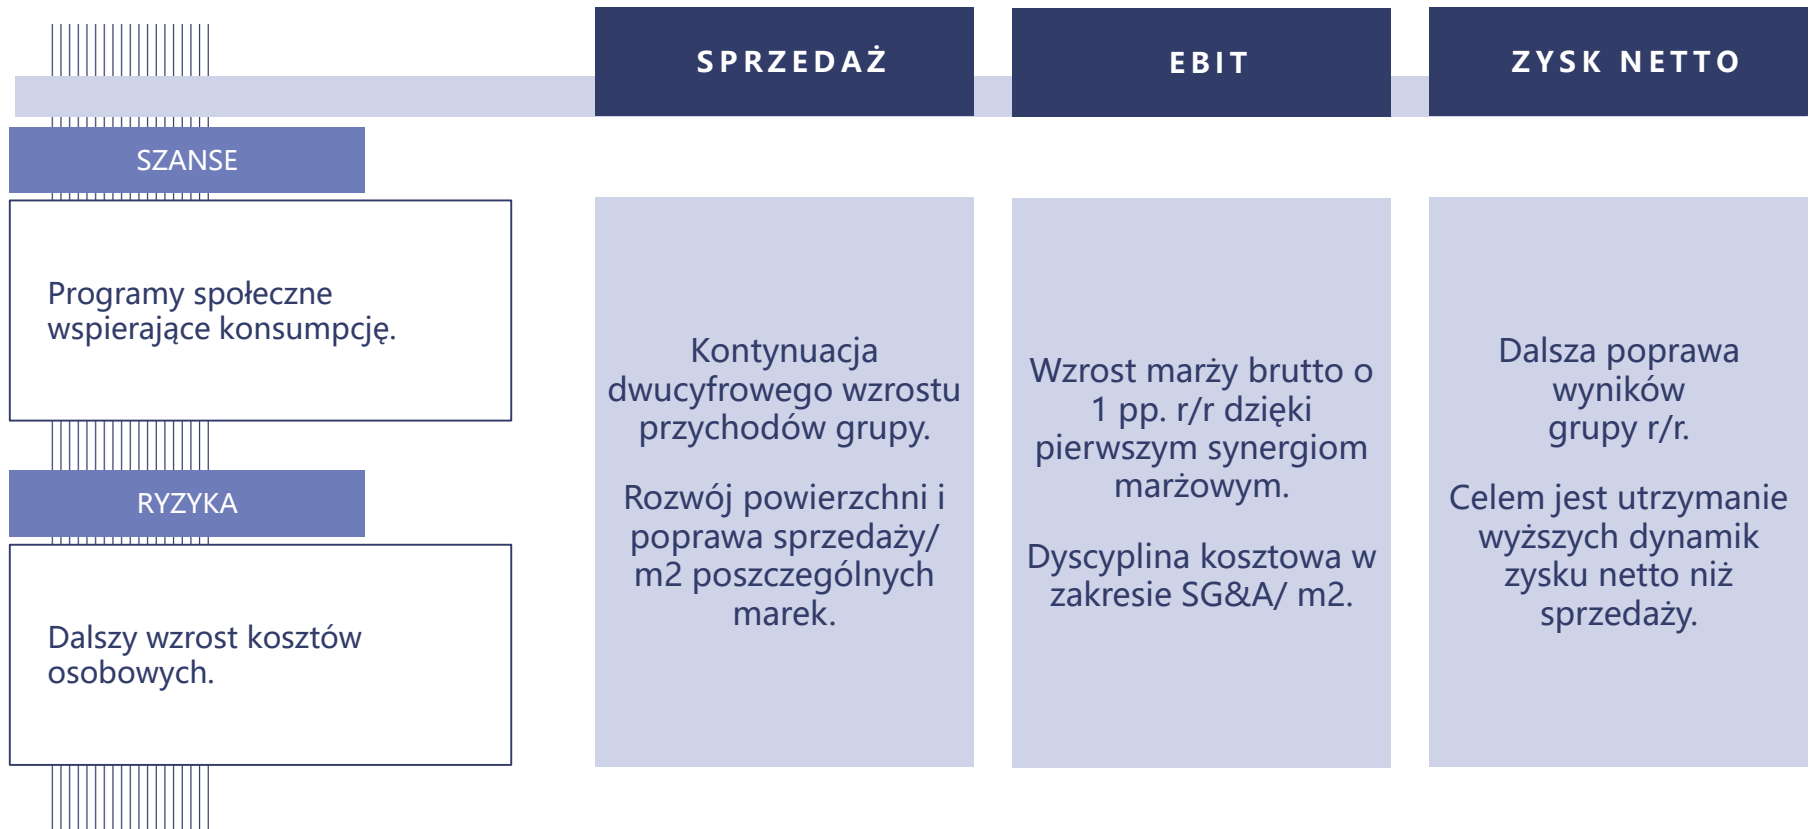 SPRZEDAŻ
EBIT
ZYSK NETTO
SZANSE
Programy społeczne
wspierające konsumpcję.
RYZYKA
Dalszy wzrost kosztów
osobowych.
Kontynuacja
dwucyfrowego wzrostu
przychodów grupy.
Rozwój powierzchni i
poprawa sprzedaży/
m2 poszczególnych
marek.
Wzrost marży brutto o
1 pp. r/r dzięki
pierwszym synergiom
marżowym.
Dyscyplina kosztowa w
zakresie SG&A/ m2.
Dalsza poprawa
wyników
grupy r/r.
Celem jest utrzymanie
wyższych dynamik
zysku netto niż
sprzedaży.